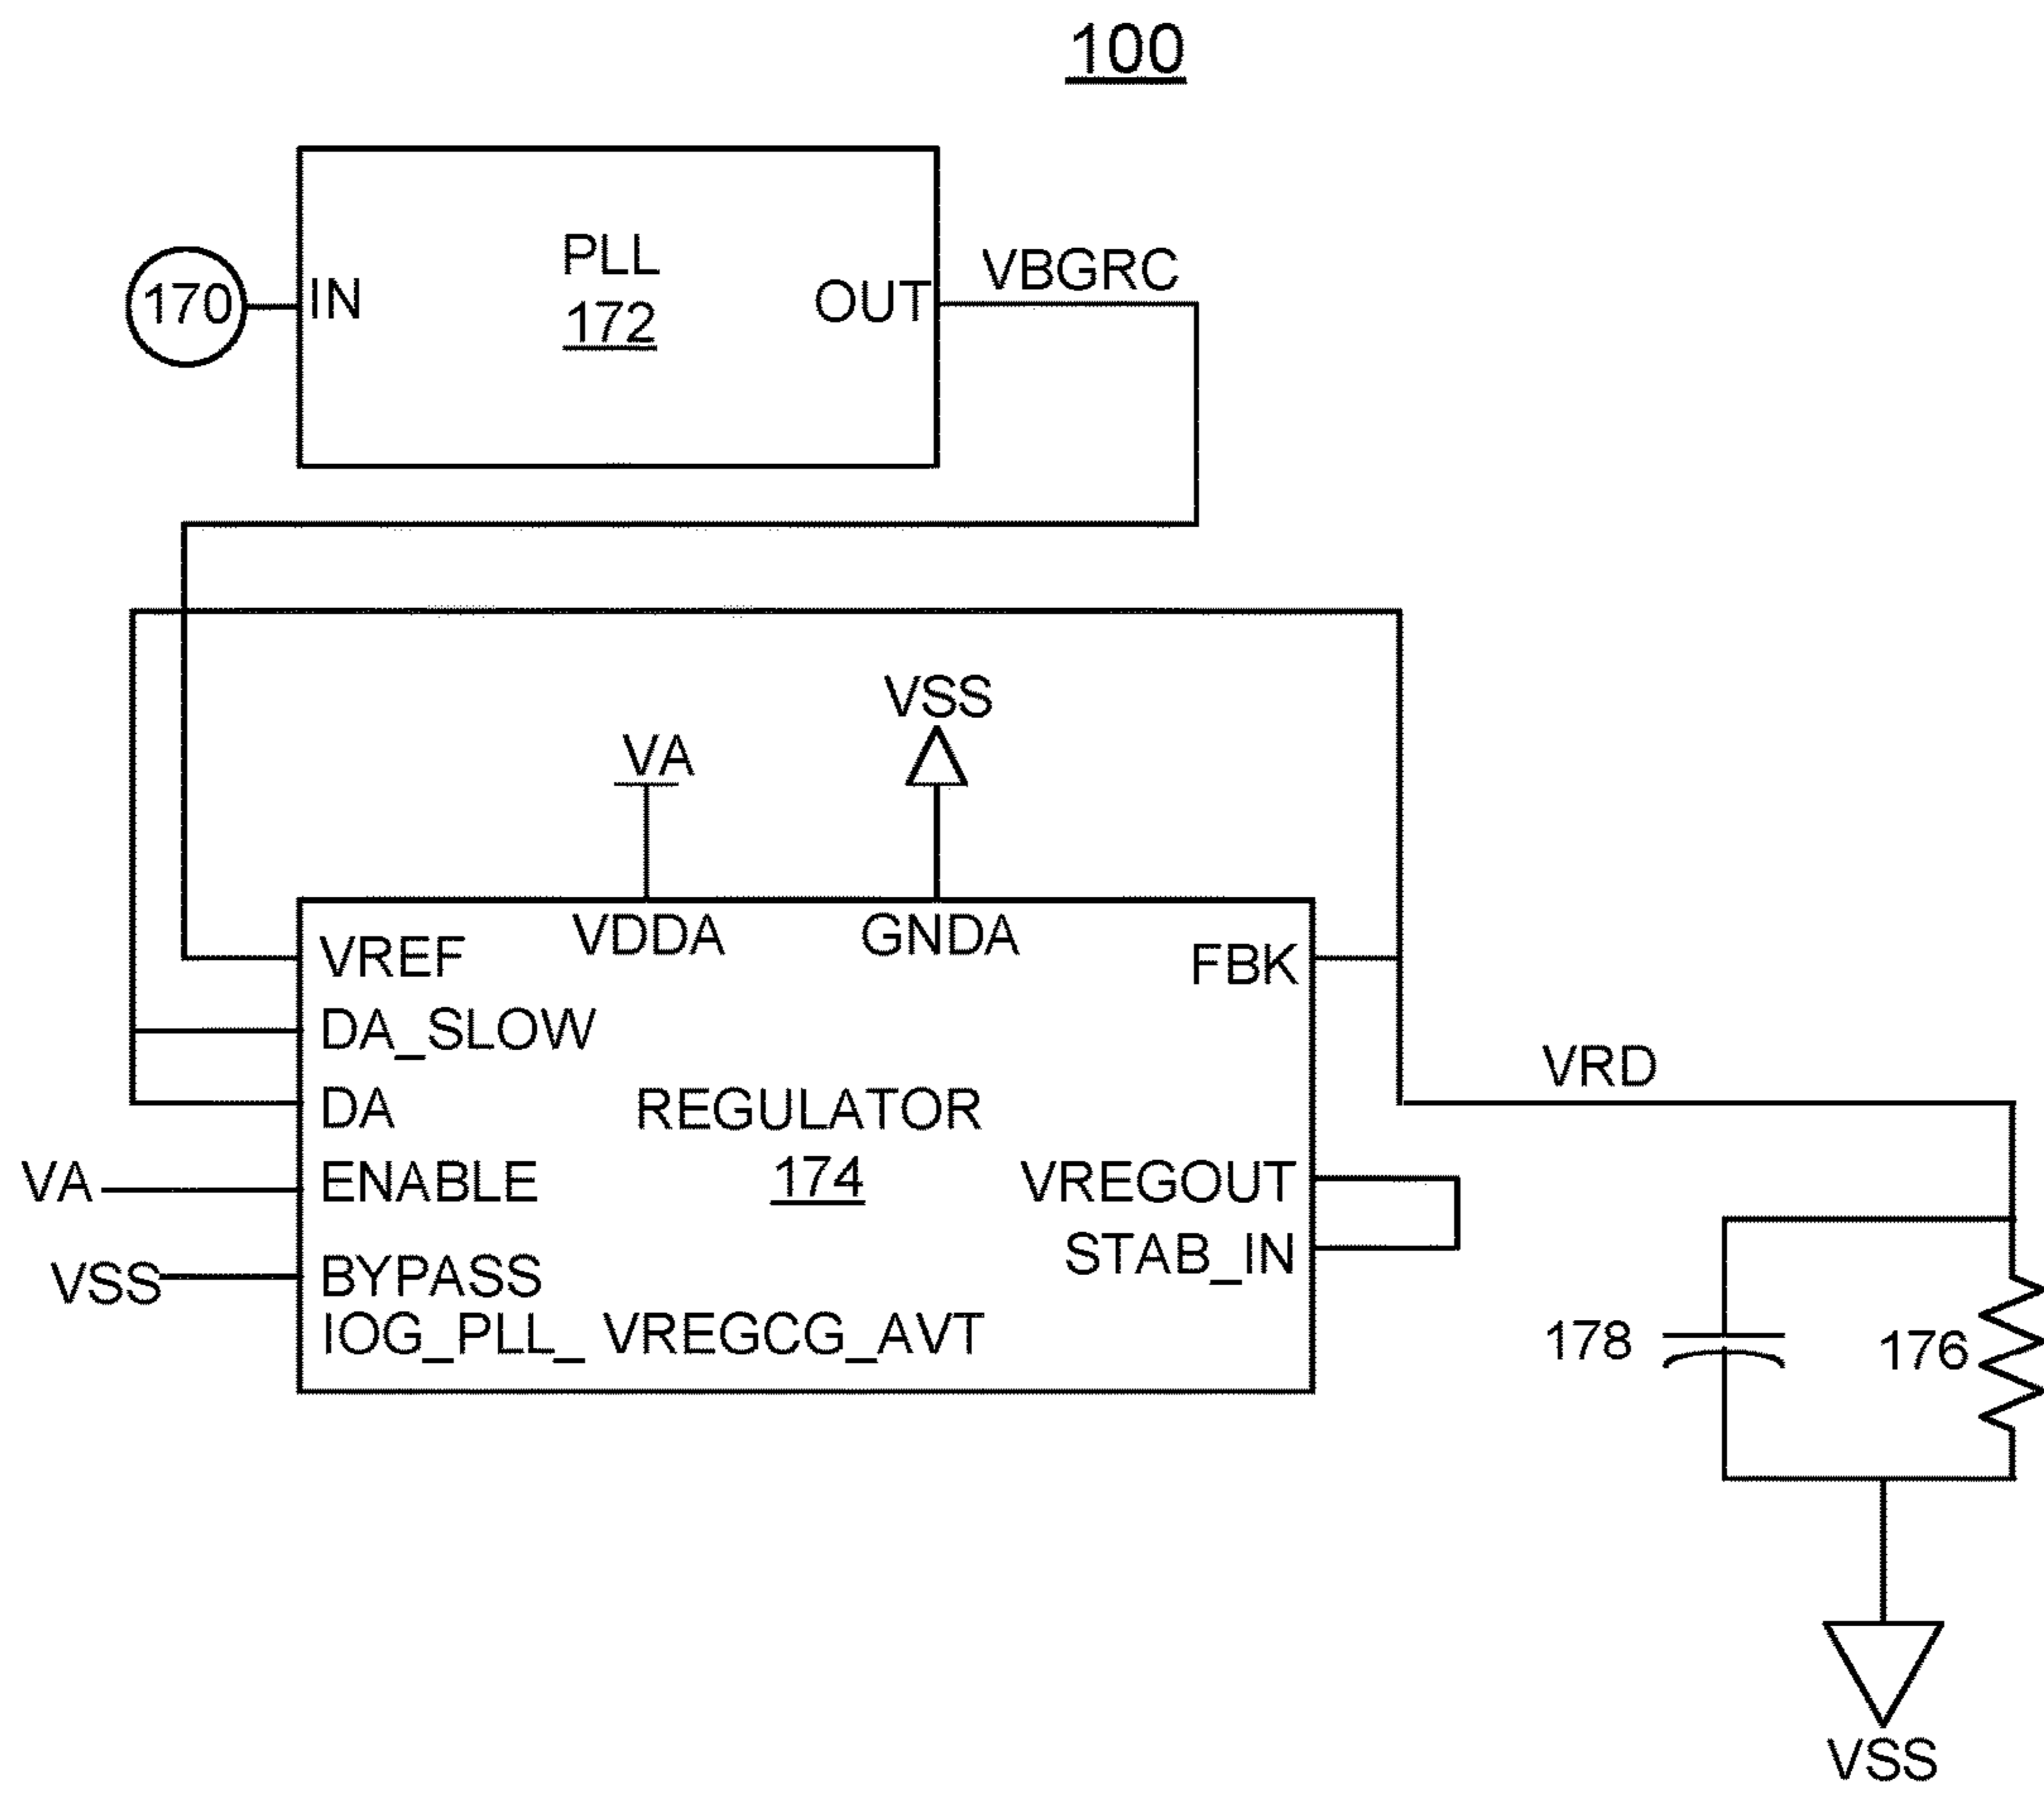 100
PLL
172
170
IN
OUT
VBGRC
VSS
VA
VREF
VDDA
GNDA
FBK
DA_SLOW
DA
REGULATOR
174
VRD
VA
ENABLE
VREGOUT
STAB_IN
VSS
BYPASS
IOG_PLL_ VREGCG_AVT
178
176
VSS